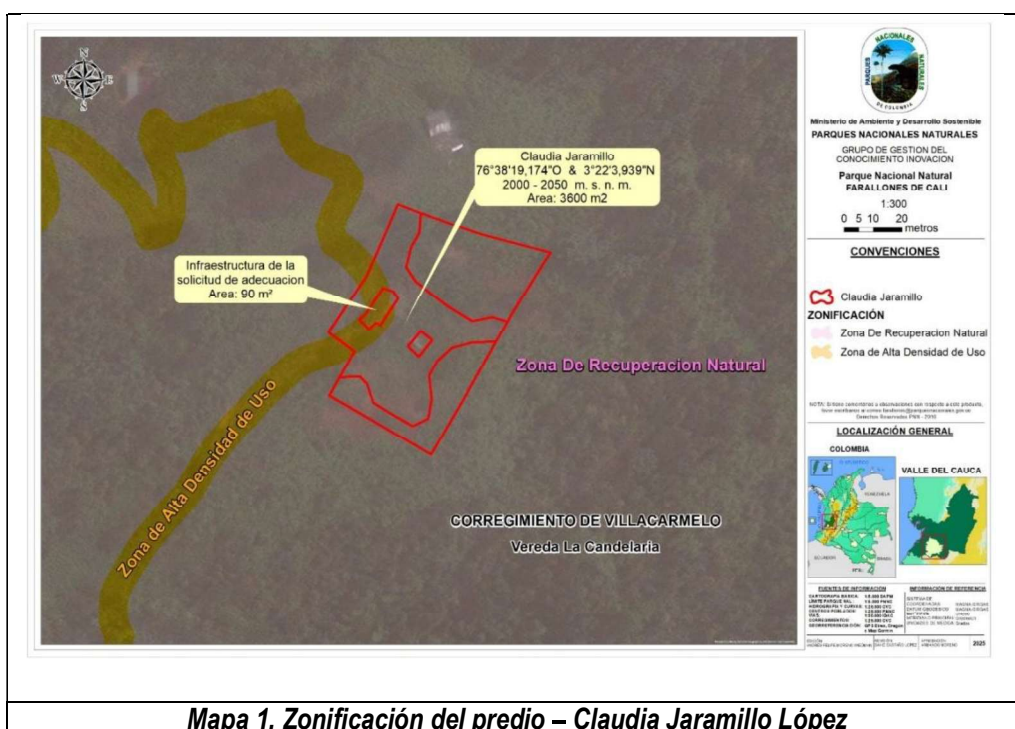 N
W
E
S
Claudia Jaramillo
76°38'19,174"O & 3°22'3,939"N
2000 - 2050 m. s. n. m.
Area: 3600 m2
Infraestructura de la
solicitud de adecuacion
Area: 90 m²
Zona De Recuperacion Natural
Zona de Alta Densidad de Uso
CORREGIMIENTO DE VILLACARMELO
Vereda La Candelaria
PARQUES NACIONALES NATURALES
DE COLOMBIA
Ministerio de Ambiente y Desarrollo Sostenible
PARQUES NACIONALES NATURALES
GRUPO DE GESTION DEL
CONOCIMIENTO INOVACION
Parque Nacional Natural
FARALLONES DE CALI
1:300
0 5 10 20
metros
CONVENCIONES
Claudia Jaramillo
ZONIFICACIÓN
Zona De Recuperacion Natural
Zona de Alta Densidad de Uso
LOCALIZACIÓN GENERAL
COLOMBIA
VALLE DEL CAUCA
FUENTES DE INFORMACIÓN
INFORMACIÓN DE REFERENCIA
2025
Mapa 1. Zonificación del predio – Claudia Jaramillo López